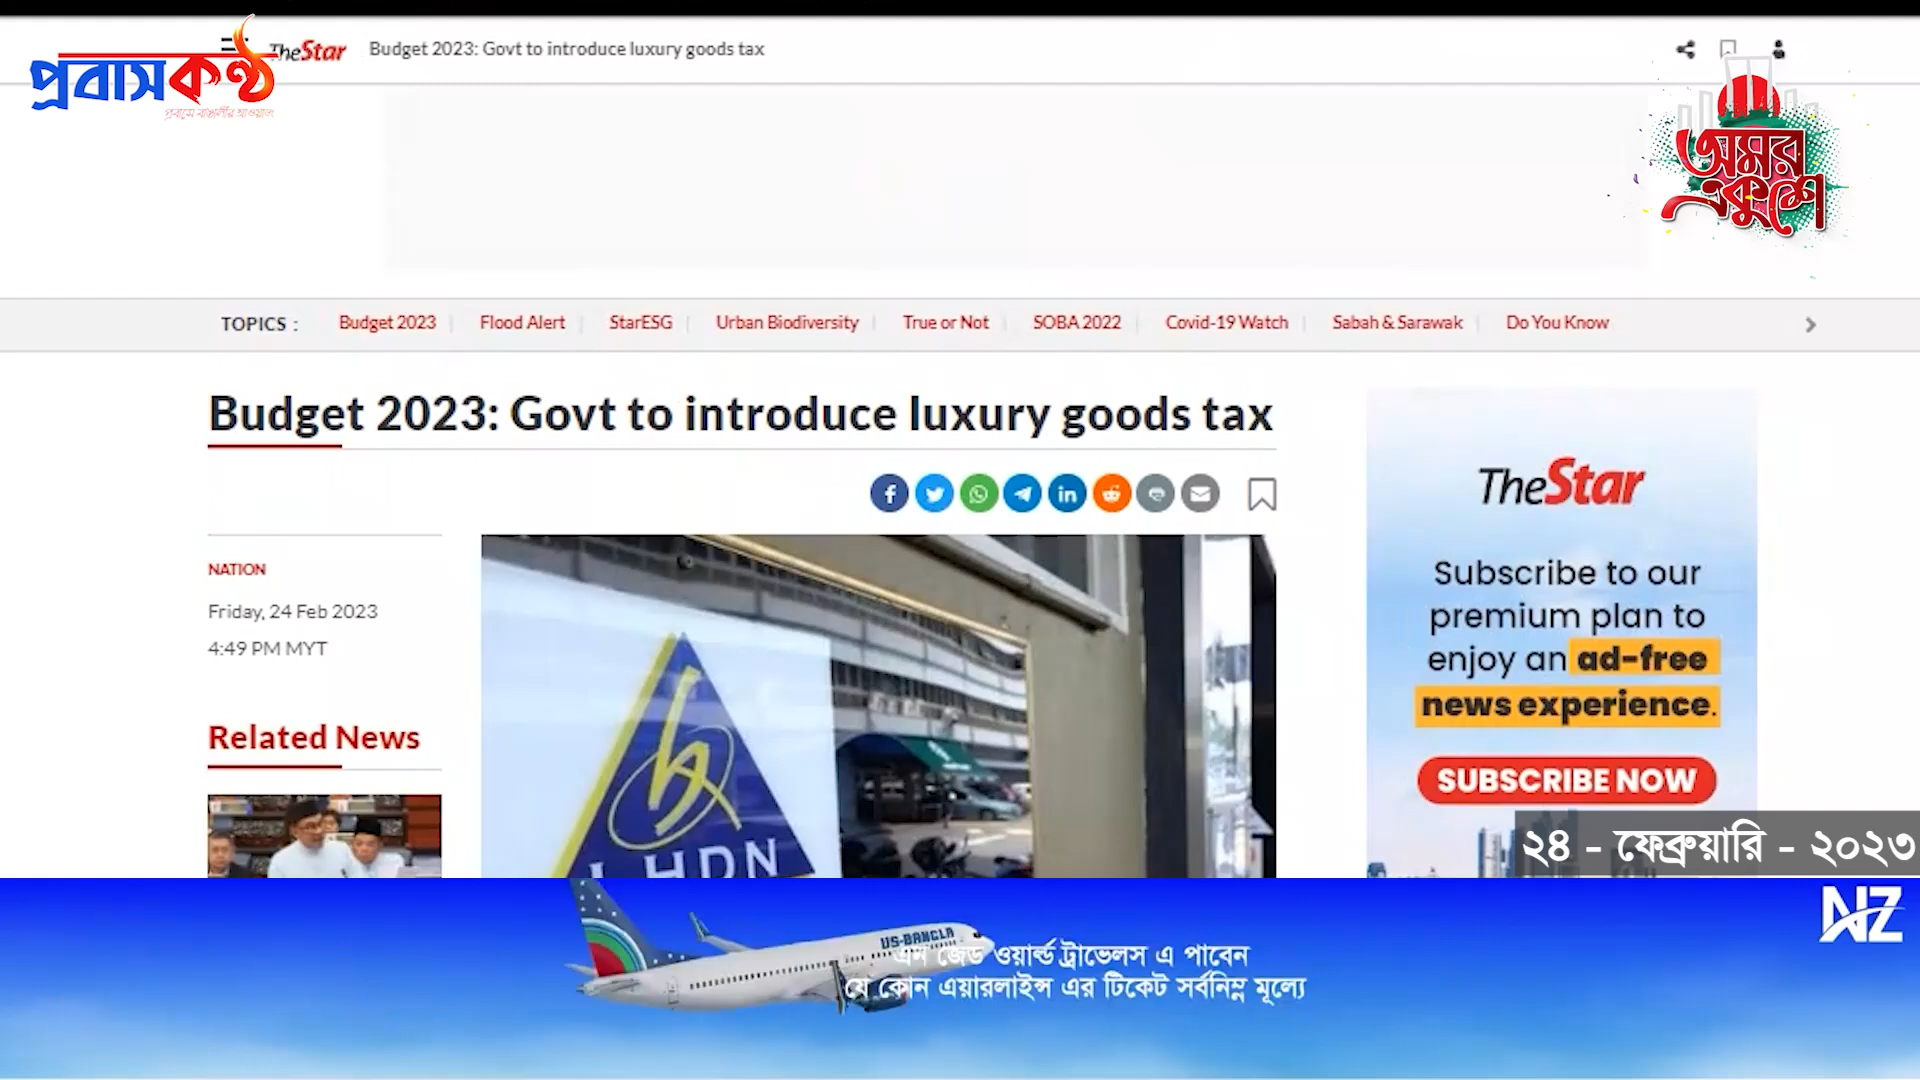 প্রবাসকণ্ঠ
TheStar
Budget 2023: Govt to introduce luxury goods tax
অমর
একুশে
TOPICS :
Budget 2023
Flood Alert
StarESG
Urban Biodiversity
True or Not
SOBA 2022
Covid-19 Watch
Sabah & Sarawak
Do You Know
Budget 2023: Govt to introduce luxury goods tax
NATION
Friday, 24 Feb 2023
4:49 PM MYT
Related News
LHDN
TheStar
Subscribe to our
premium plan to
enjoy an ad-free
news experience.
SUBSCRIBE NOW
২৪ - ফেব্রুয়ারি - ২০২৩
NZ
US-BANGLA
এন জেড ওয়ার্ল্ড ট্রাভেলস এ পাবেন
যে কোন এয়ারলাইন্স এর টিকেট সর্বনিম্ন মূল্যে